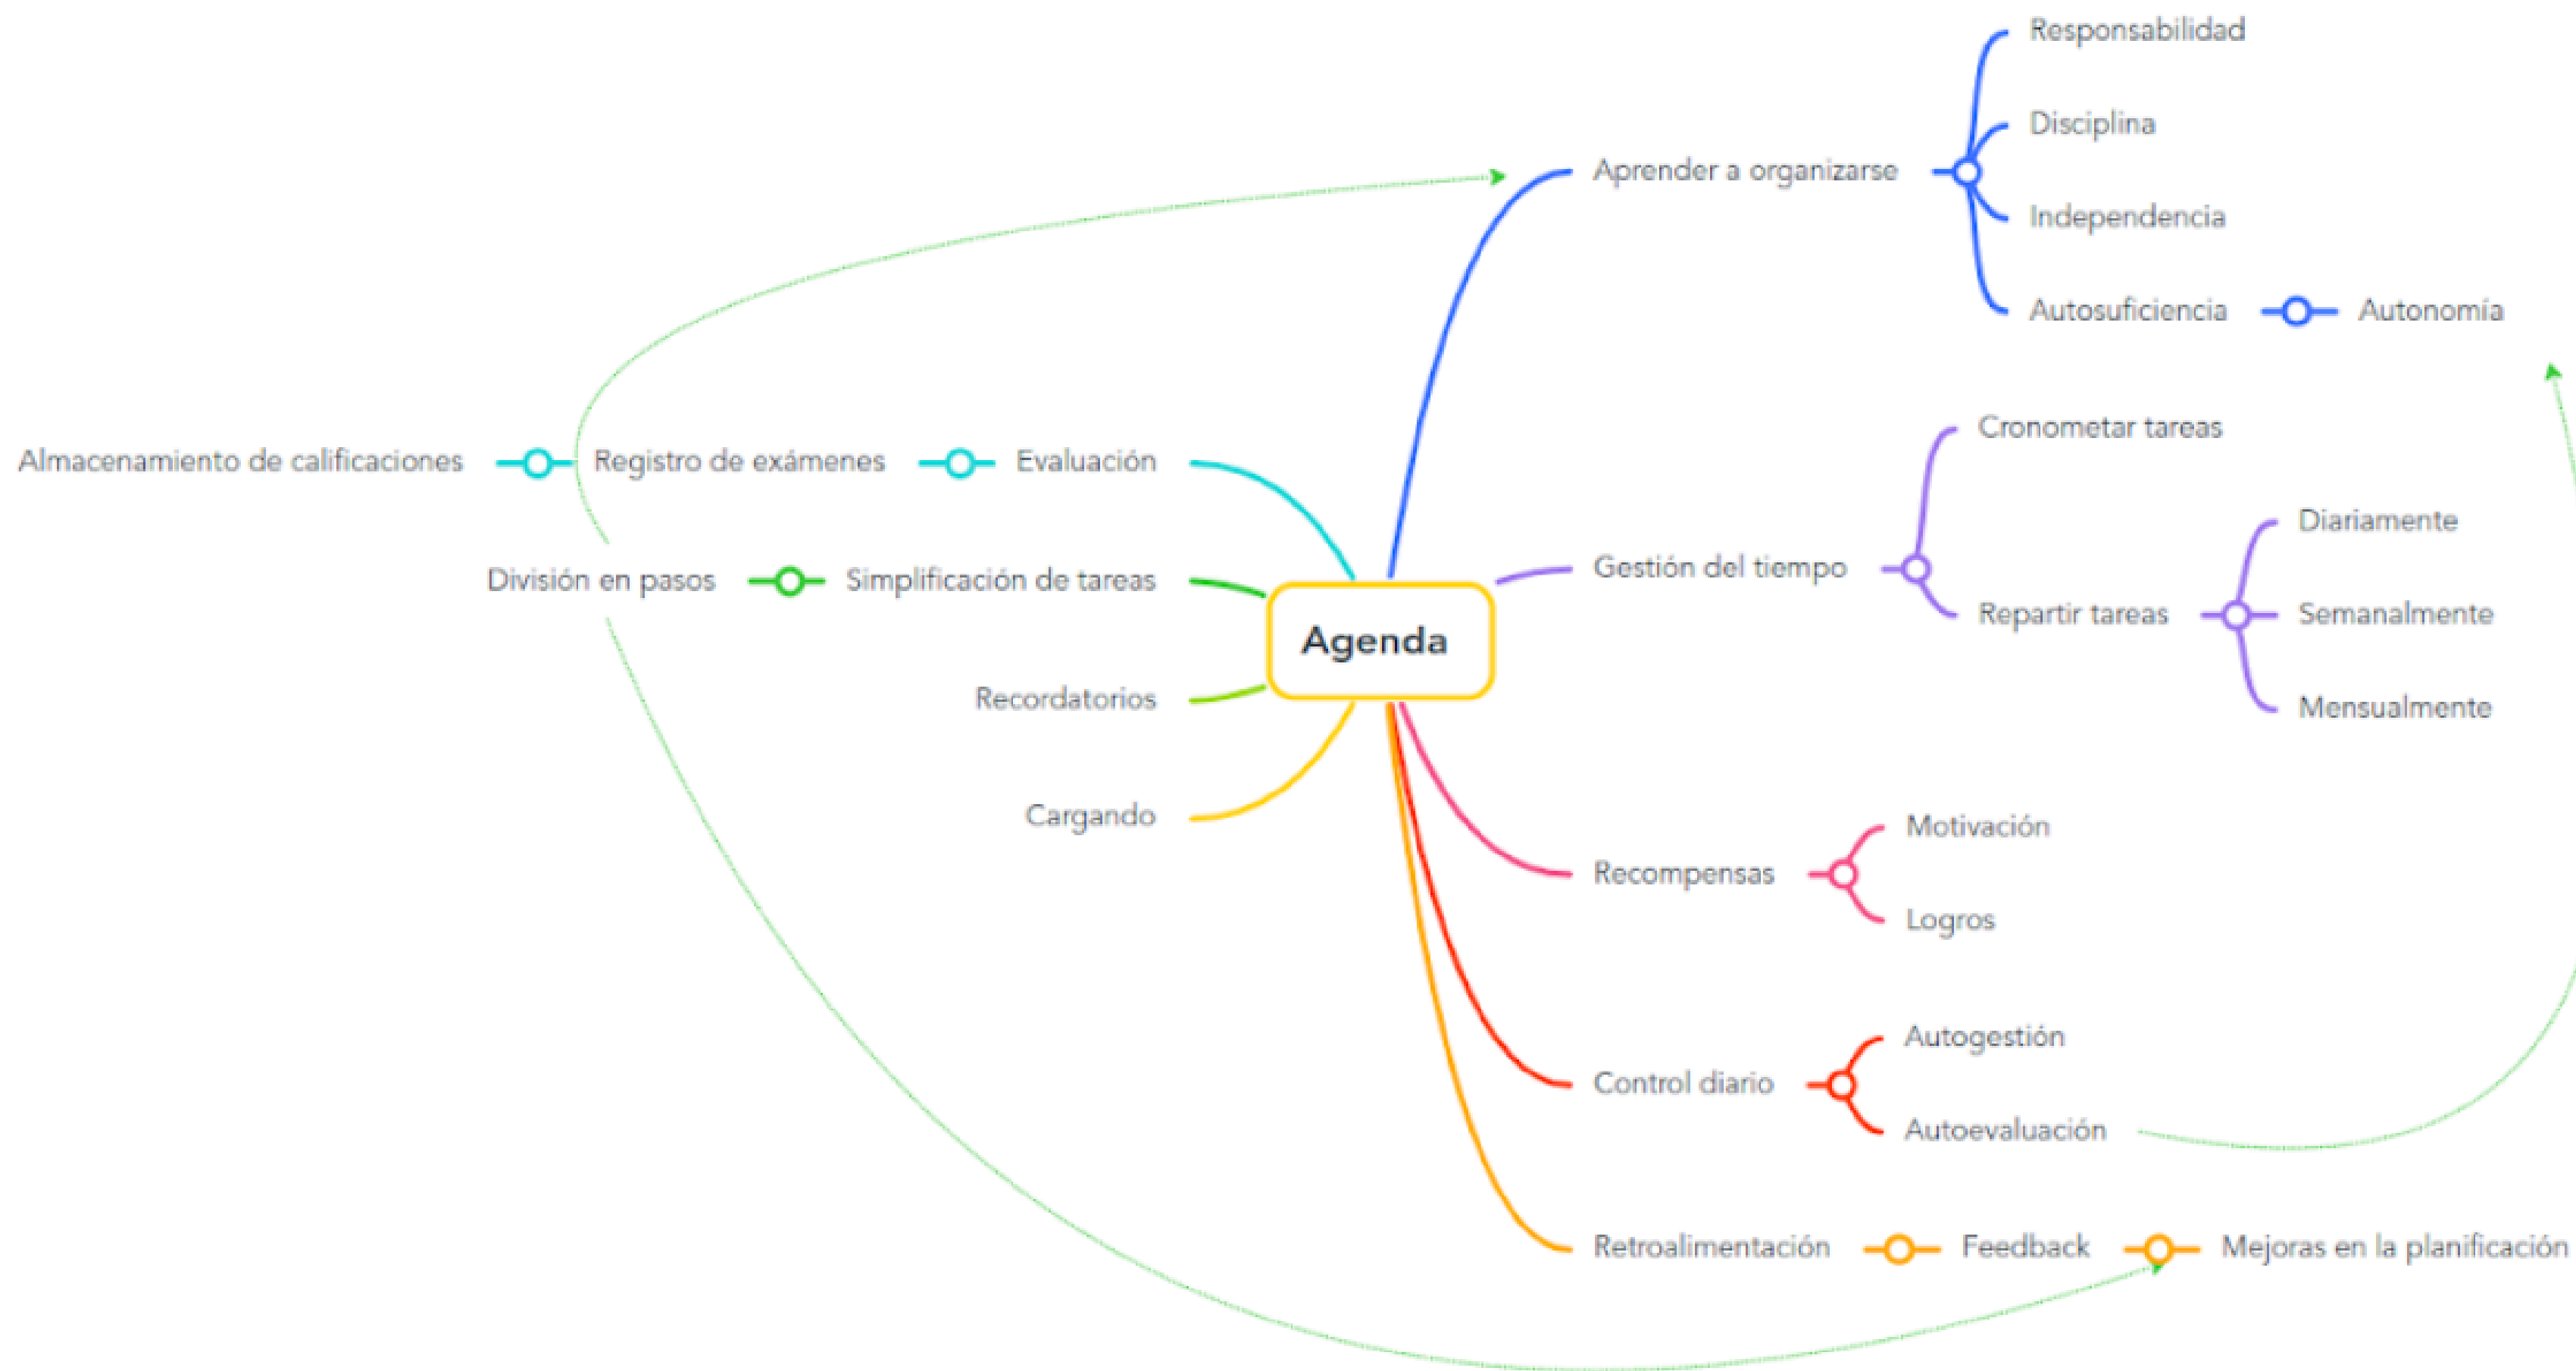 Responsabilidad
Disciplina
Aprender a organizarse
Independencia
Autosuficiencia
Autonomía
Cronometar tareas
Almacenamiento de calificaciones
Registro de exámenes
Evaluación
Diariamente
Gestión del tiempo
División en pasos
Simplificación de tareas
Repartir tareas
Semanalmente
Agenda
Recordatorios
Mensualmente
Cargando
Motivación
Recompensas
Logros
Autogestión
Control diario
Autoevaluación
Retroalimentación
Feedback
Mejoras en la planificación